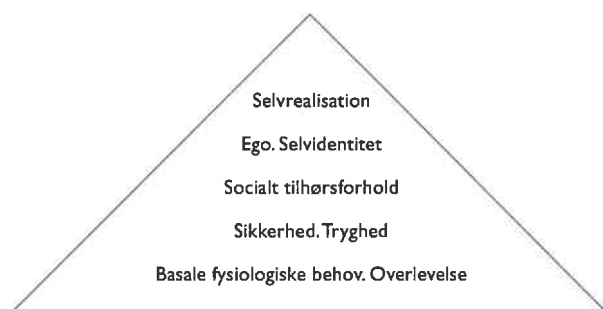 Selvrealisation
Ego. Selvidentitet
Socialt tilhørsforhold
Sikkerhed. Tryghed
Basale fysiologiske behov. Overlevelse